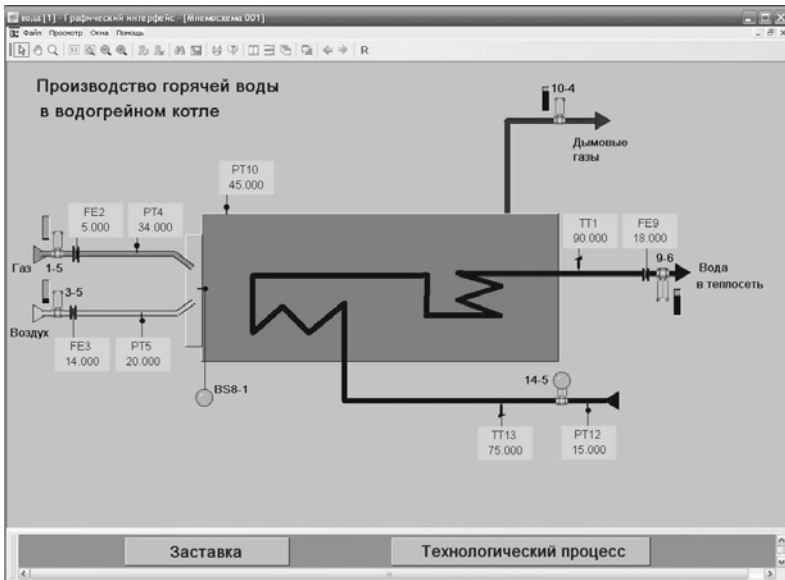 вода [1] - Графический интерфейс - [Мнемосхема 001]
Файл Просмотр Окна Помощь
R
Производство горячей воды
в водогрейном котле
10-4
Дымовые
газы
PT10
45.000
FE2
5.000
PT4
34.000
TT1
90.000
FE9
18.000
Газ
1-5
9-6
Вода
в теплосеть
3-5
Воздух
FE3
14.000
PT5
20.000
BS8-1
14-5
TT13
75.000
PT12
15.000
Заставка
Технологический процесс